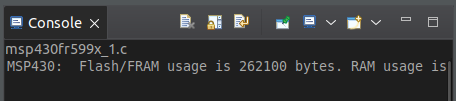 Console
msp430fr599x_1.c
MSP430:  Flash/FRAM usage is 262100 bytes. RAM usage is